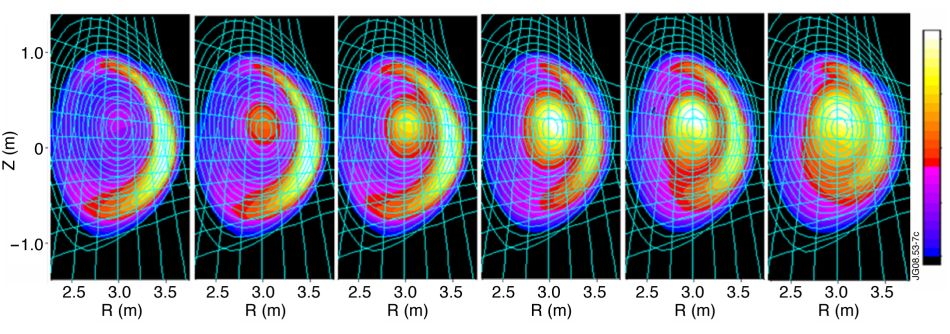 Z (m)
1.0
0
−1.0
2.5 3.0 3.5 2.5 3.0 3.5 2.5 3.0 3.5 2.5 3.0 3.5 2.5 3.0 3.5 2.5 3.0 3.5
R (m) R (m) R (m) R (m) R (m) R (m)
JG08.53-7c